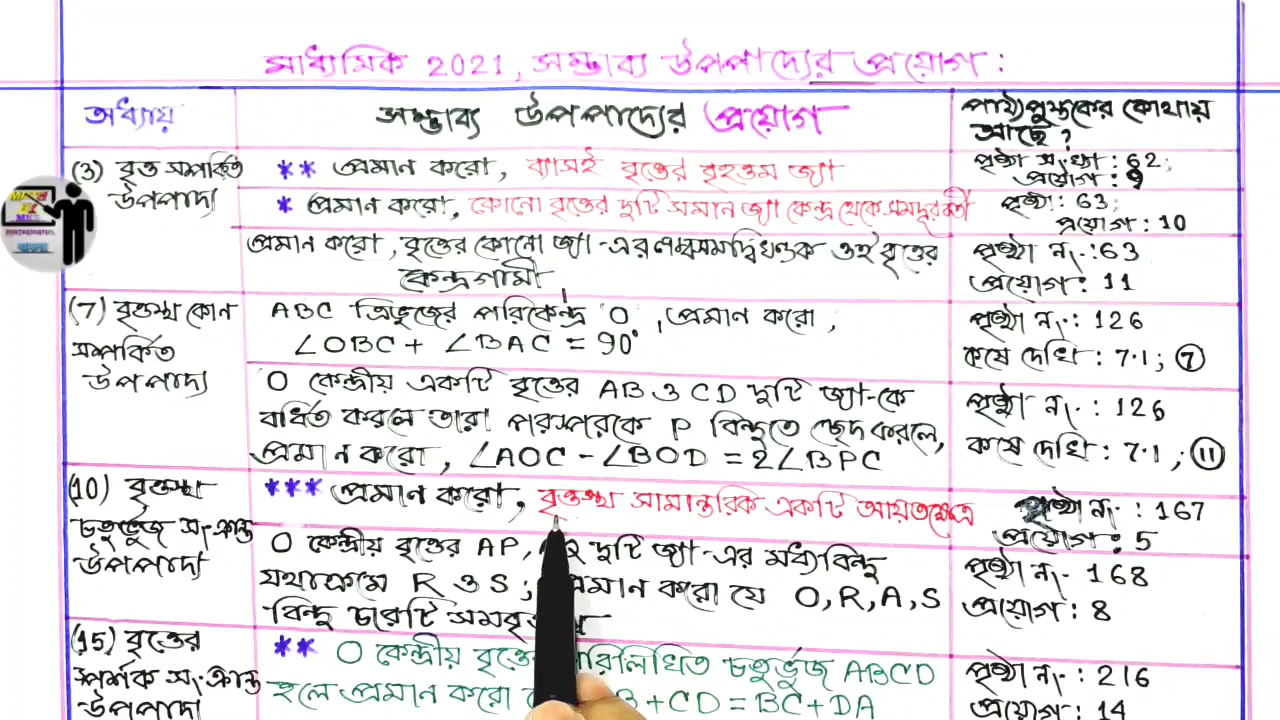 মাধ্যমিক 2021, সম্ভাব্য উপপাদ্যের প্রয়োগ:
অধ্যায়
সম্ভাব্য উপপাদ্যের প্রয়োগ
পাঠ্যপুস্তকের কোথায়
আছে?
(3) বৃত্ত সম্পর্কিত
উপপাদ্য
** প্রমান করো, ব্যাসই বৃত্তের বৃহত্তম জ্যা
পৃষ্ঠা সংখ্যা: 62;
প্রয়োগ: 9
* প্রমান করো, কোনো বৃত্তের দুটি সমান জ্যা কেন্দ্র থেকে সমদূরবর্তী
পৃষ্ঠা: 63;
প্রয়োগ: 10
প্রমান করো, বৃত্তের কোনো জ্যা-এর লম্বসমদ্বিখণ্ডক ওই বৃত্তের
কেন্দ্রগামী
পৃষ্ঠা নং: 63
প্রয়োগ: 11
(7) বৃত্তস্থ কোন
সম্পর্কিত
উপপাদ্য
ABC ত্রিভুজের পরিকেন্দ্র O, প্রমান করো,
∠OBC + ∠BAC = 90°
পৃষ্ঠা নং: 126
কষে দেখি: 7.1; 7
O কেন্দ্রীয় একটি বৃত্তের AB ও CD দুটি জ্যা-কে
বর্ধিত করলে তারা পরস্পরকে P বিন্দুতে ছেদ করলে,
প্রমান করো, ∠AOC - ∠BOD = 2∠BPC
পৃষ্ঠা নং: 126
কষে দেখি: 7.1, 11
(10) বৃত্তস্থ
চতুর্ভুজ সংক্রান্ত
উপপাদ্য
*** প্রমান করো, বৃত্তস্থ সামান্তরিক একটি আয়তক্ষেত্র
পৃষ্ঠা নং: 167
প্রয়োগ: 5
O কেন্দ্রীয় বৃত্তের AP, দুটি জ্যা-এর মধ্যবিন্দু
যথাক্রমে R ও S; প্রমান করো যে O, R, A, S
বিন্দু চারটি
পৃষ্ঠা নং 168
প্রয়োগ: 8
(15) বৃত্তের
স্পর্শক সংক্রান্ত
উপপাদ্য
** O কেন্দ্রীয় বৃত্তে পরিলিখিত চতুর্ভুজ ABCD
হলে প্রমান করো B+CD = BC+DA
পৃষ্ঠা নং: 216
প্রয়োগ: 14